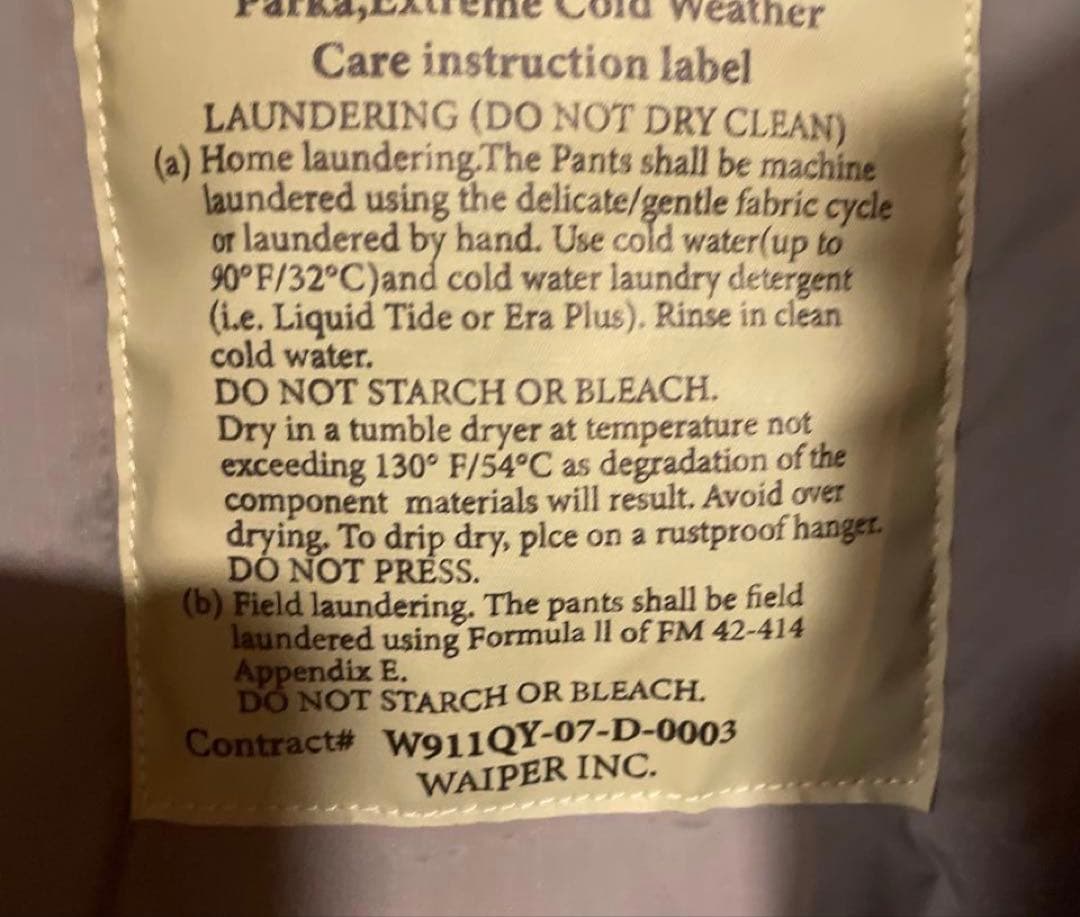 Parka,Extreme Cold Weather
Care instruction label
LAUNDERING (DO NOT DRY CLEAN)
(a) Home laundering.The Pants shall be machine
laundered using the delicate/gentle fabric cycle
or laundered by hand. Use cold water(up to
90°F/32°C)and cold water laundry detergent
(i.e. Liquid Tide or Era Plus). Rinse in clean
cold water.
DO NOT STARCH OR BLEACH.
Dry in a tumble dryer at temperature not
exceeding 130° F/54°C as degradation of the
component materials will result. Avoid over
drying. To drip dry, plce on a rustproof hanger.
DO NOT PRESS.
(b) Field laundering. The pants shall be field
laundered using Formula ll of FM 42-414
Appendix E.
DO NOT STARCH OR BLEACH.
Contract# W911QY-07-D-0003
WAIPER INC.